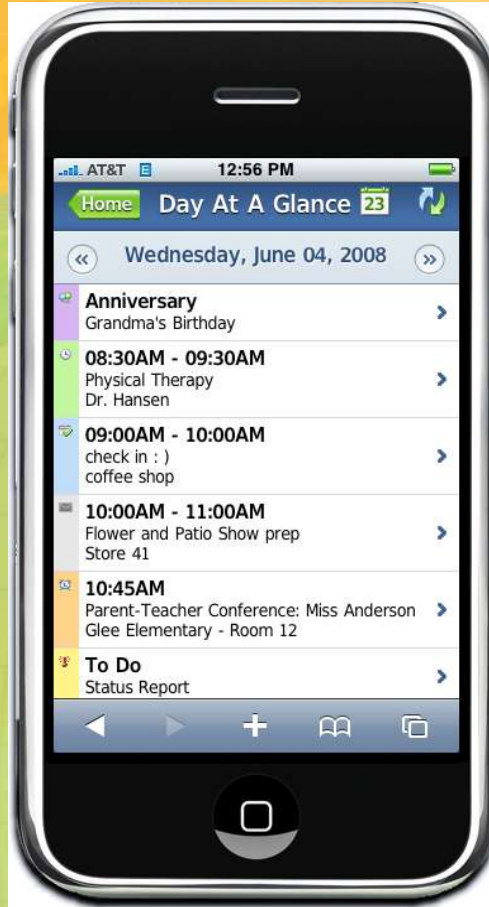 AT&T E 12:56 PM
Home Day At A Glance 23
« Wednesday, June 04, 2008 »
Anniversary
Grandma's Birthday
08:30AM - 09:30AM
Physical Therapy
Dr. Hansen
09:00AM - 10:00AM
check in : )
coffee shop
10:00AM - 11:00AM
Flower and Patio Show prep
Store 41
10:45AM
Parent-Teacher Conference: Miss Anderson
Glee Elementary - Room 12
To Do
Status Report